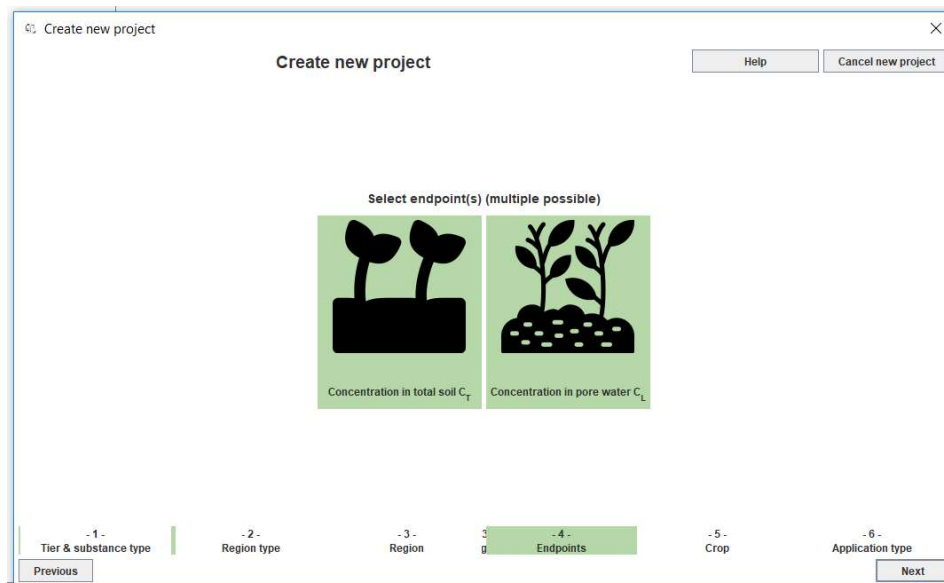 Create new project
Create new project
Help
Cancel new project
Select endpoint(s) (multiple possible)
Concentration in total soil C_T
Concentration in pore water C_L
- 1 -
Tier & substance type
- 2 -
Region type
- 3 -
Region
- 4 -
Endpoints
- 5 -
Crop
- 6 -
Application type
Previous
Next